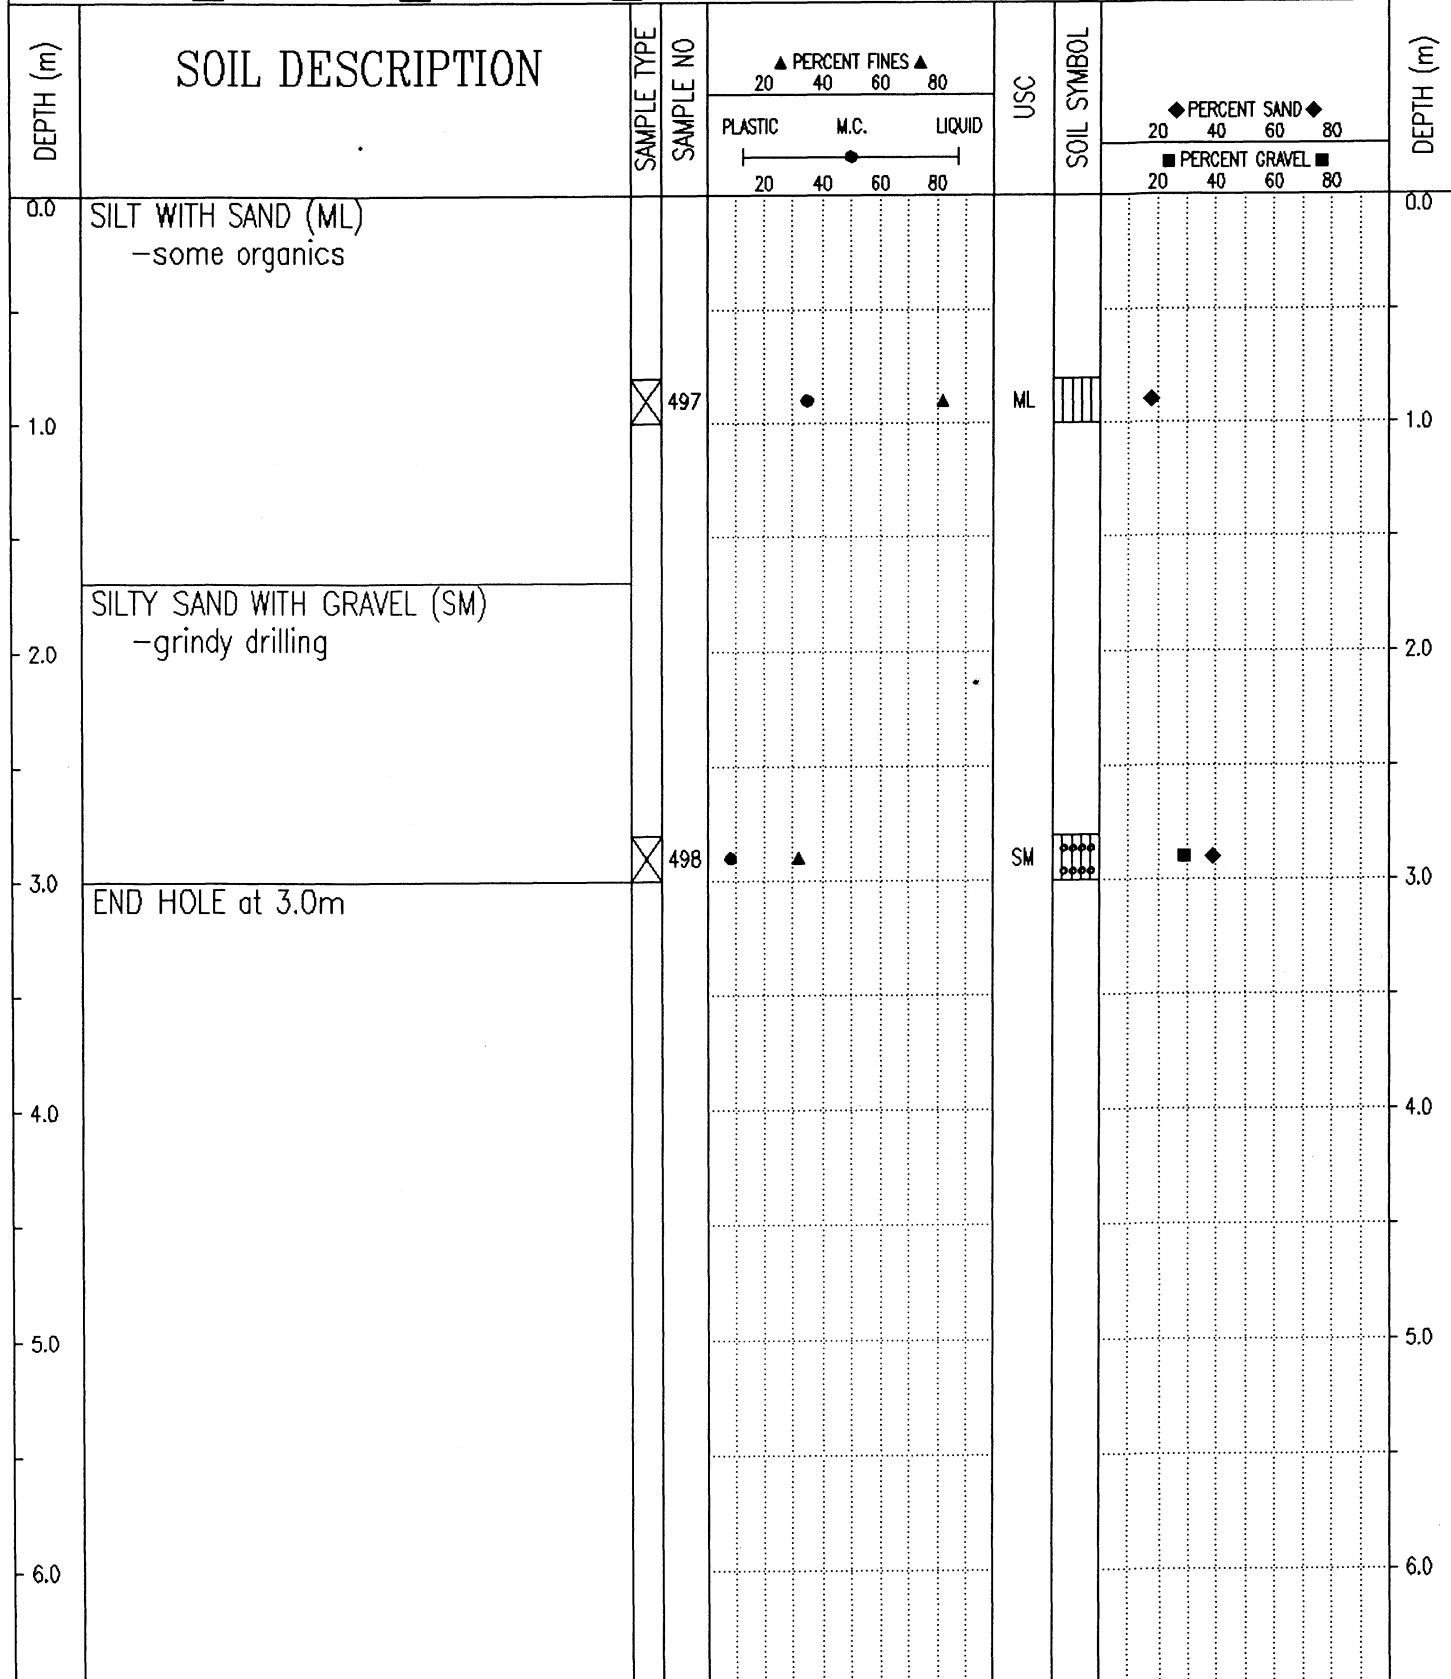 DEPTH (m)
SOIL DESCRIPTION
SAMPLE TYPE
SAMPLE NO
▲ PERCENT FINES ▲
20 40 60 80
PLASTIC M.C. LIQUID
20 40 60 80
USC
SOIL SYMBOL
◆ PERCENT SAND ◆
20 40 60 80
■ PERCENT GRAVEL ■
20 40 60 80
DEPTH (m)
0.0 SILT WITH SAND (ML) 0.0
-some organics
497 ML
1.0 1.0
SILTY SAND WITH GRAVEL (SM)
-grindy drilling
2.0 2.0
498 SM
3.0 3.0
END HOLE at 3.0m
4.0 4.0
5.0 5.0
6.0 6.0